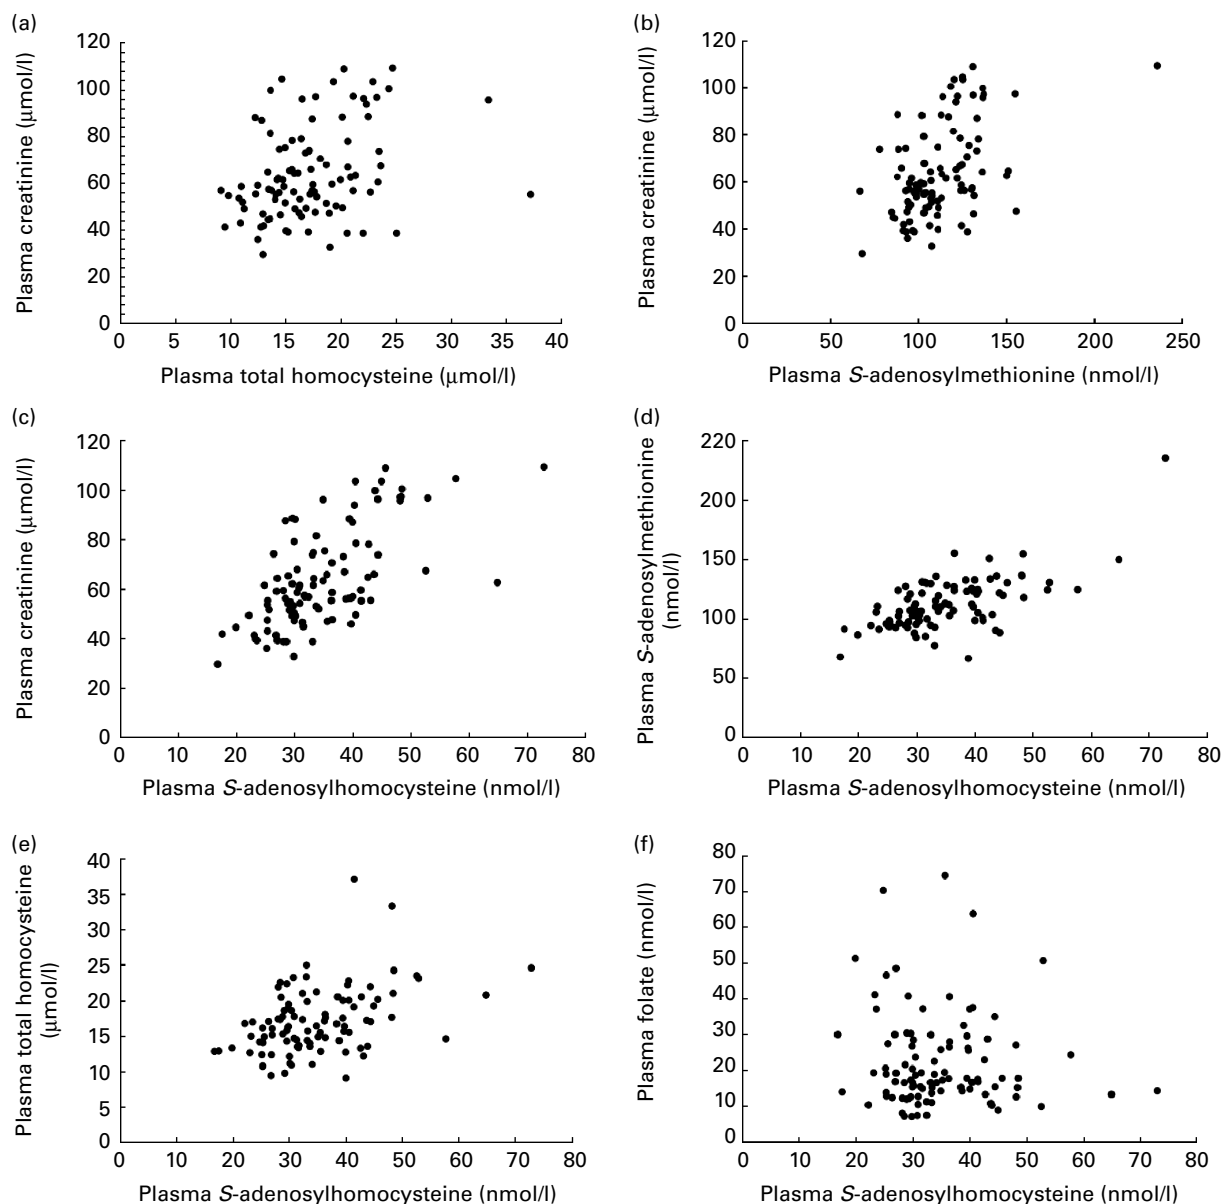 (a)
Plasma creatinine (μmol/l)
120
100
80
60
40
20
0
0 5 10 15 20 25 30 35 40
Plasma total homocysteine (μmol/l)
(b)
Plasma creatinine (μmol/l)
120
100
80
60
40
20
0
0 50 100 150 200 250
Plasma S-adenosylmethionine (nmol/l)
(c)
Plasma creatinine (μmol/l)
120
100
80
60
40
20
0
0 10 20 30 40 50 60 70 80
Plasma S-adenosylhomocysteine (nmol/l)
(d)
Plasma S-adenosylmethionine
(nmol/l)
220
200
150
100
50
0
0 10 20 30 40 50 60 70 80
Plasma S-adenosylhomocysteine (nmol/l)
(e)
Plasma total homocysteine
(μmol/l)
40
35
30
25
20
15
10
5
0
0 10 20 30 40 50 60 70 80
Plasma S-adenosylhomocysteine (nmol/l)
(f)
Plasma folate (nmol/l)
80
70
60
50
40
30
20
10
0
0 10 20 30 40 50 60 70 80
Plasma S-adenosylhomocysteine (nmol/l)